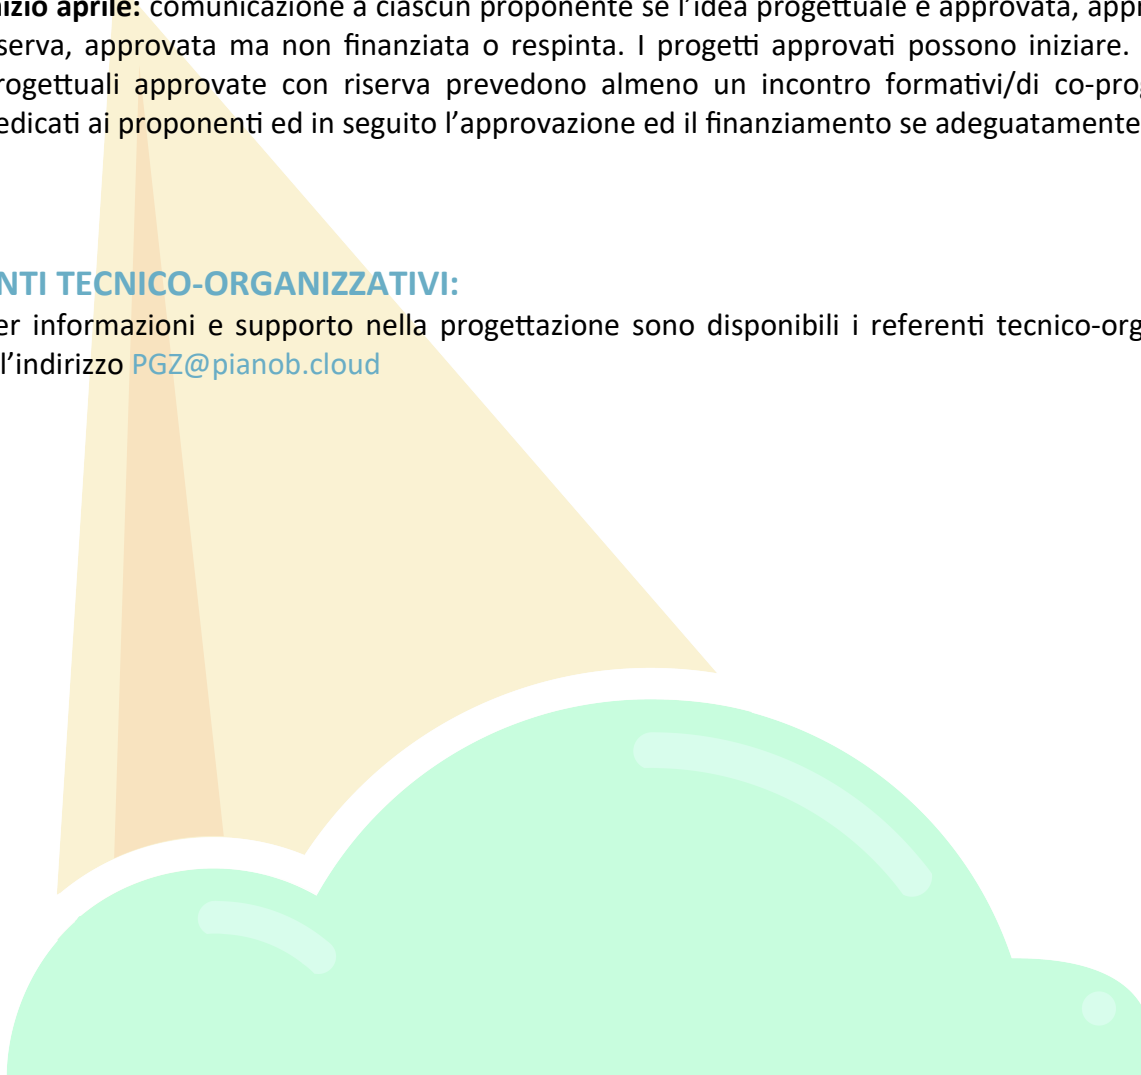 nizio aprile: comunicazione a ciascun proponente se l'idea progettuale è approvata, appr
serva, approvata ma non finanziata o respinta. I progetti approvati possono iniziare.
rogettuali approvate con riserva prevedono almeno un incontro formativi/di co-prog
edicati ai proponenti ed in seguito l'approvazione ed il finanziamento se adeguatamente
NTI TECNICO-ORGANIZZATIVI:
er informazioni e supporto nella progettazione sono disponibili i referenti tecnico-org
l'indirizzo PGZ@pianob.cloud